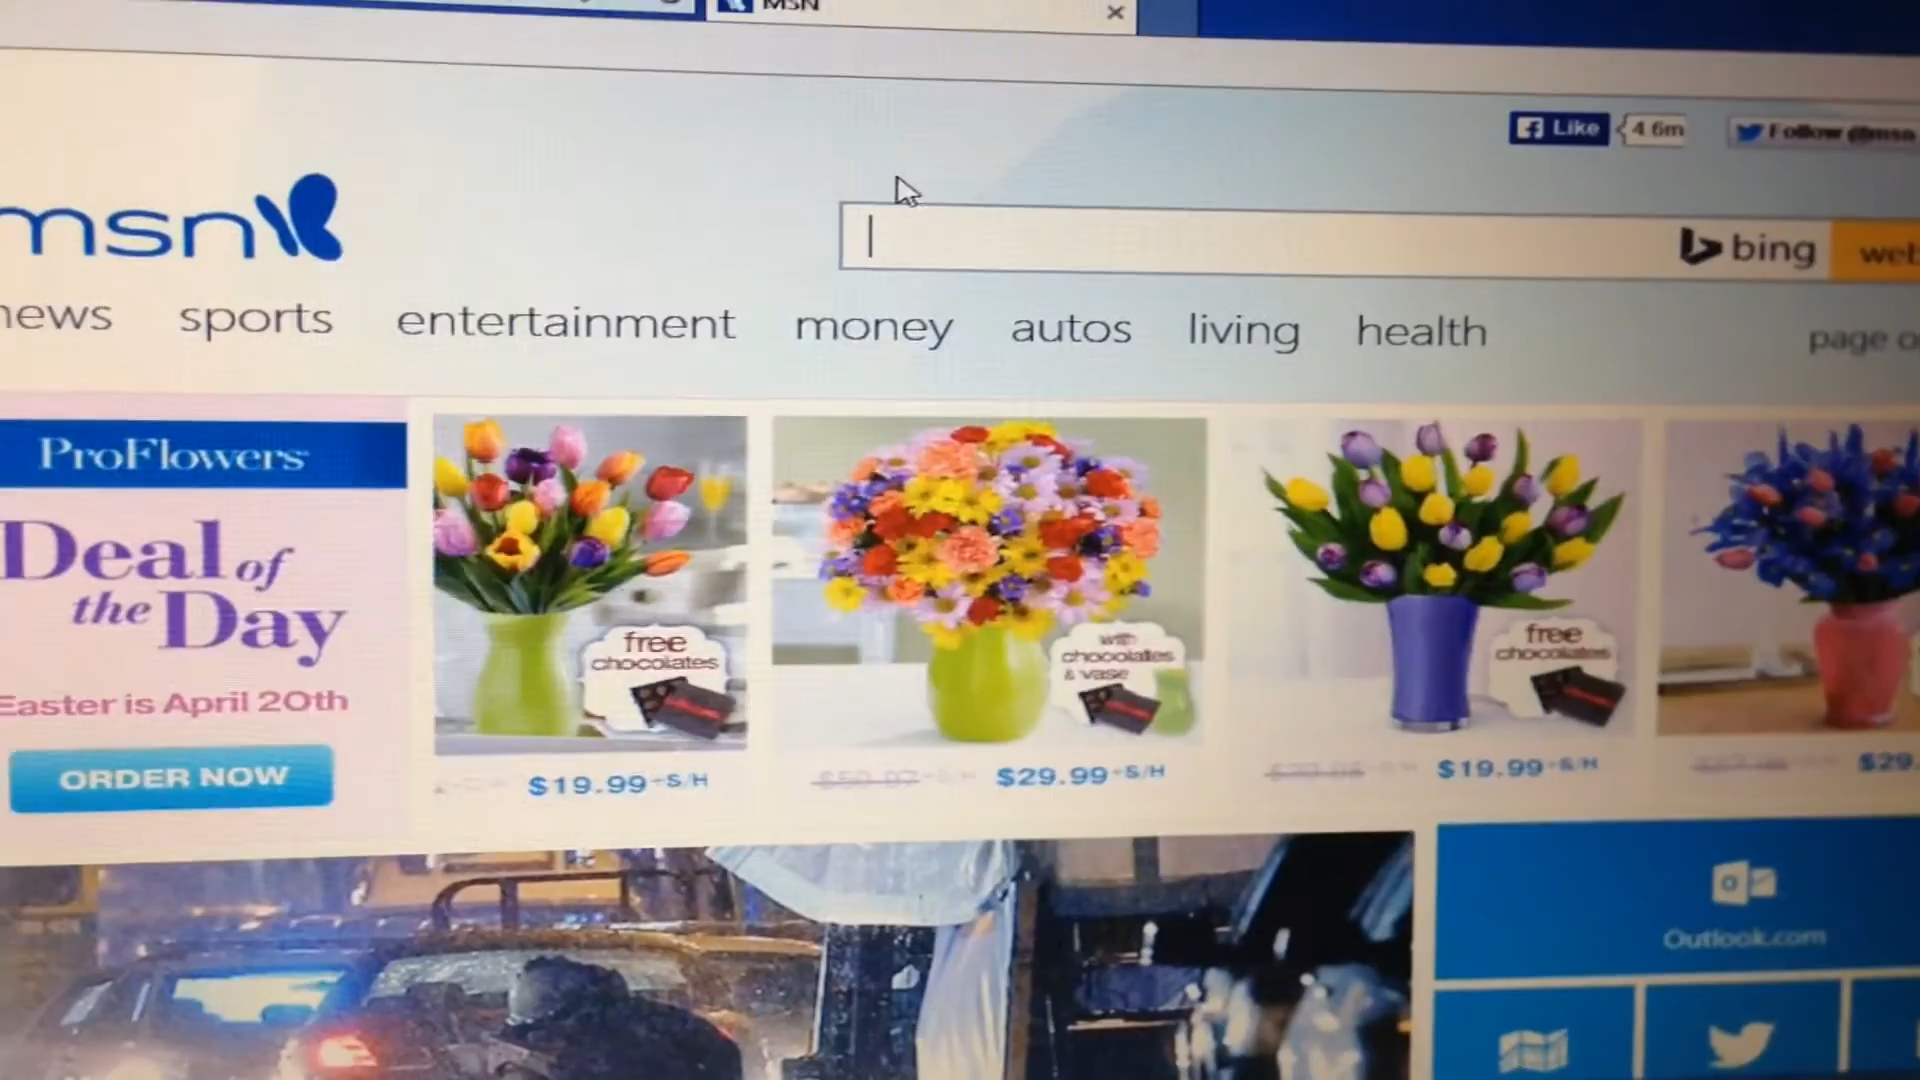 MSN
Like
4.6m
Follow @msn
msn
bing
web
news
sports
entertainment
money
autos
living
health
page
ProFlowers
Deal of
the Day
Easter is April 20th
ORDER NOW
free
chocolates
$19.99+S/H
with
chocolates
& vase
$29.99+S/H
free
chocolates
$19.99+S/H
$29.
Outlook.com